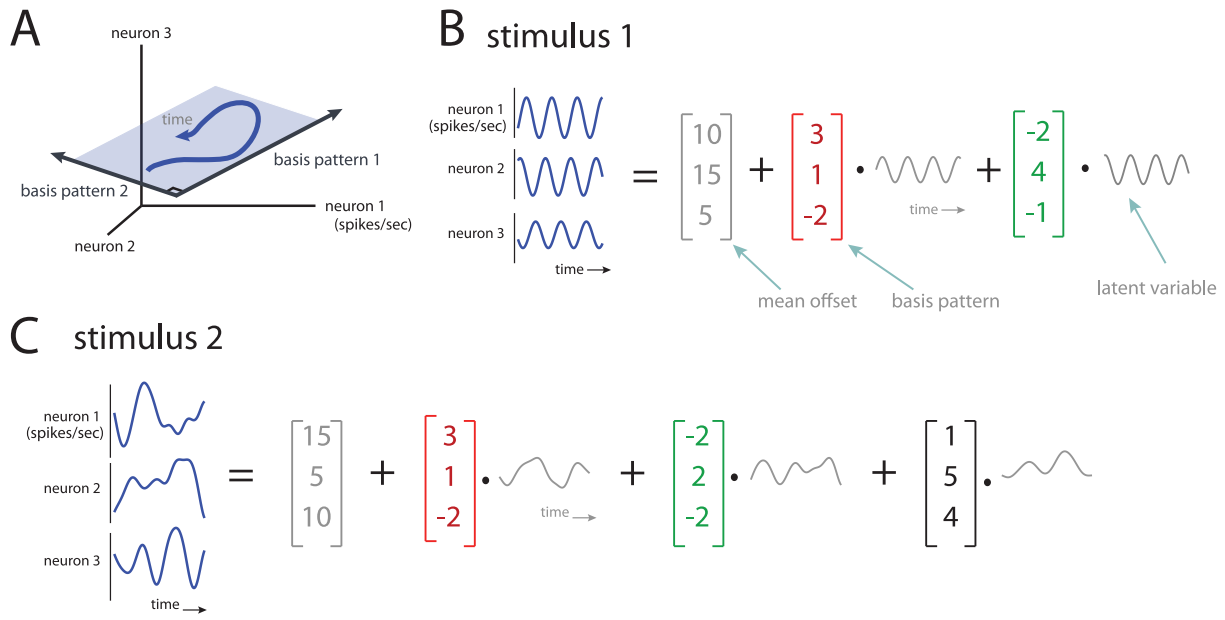 A
neuron 3
time
basis pattern 1
basis pattern 2
neuron 1
(spikes/sec)
neuron 2
B stimulus 1
neuron 1
(spikes/sec)
neuron 2
neuron 3
time
=
10
15
5
+
3
1
-2
·
time
+
-2
4
-1
·
mean offset
basis pattern
latent variable
C stimulus 2
neuron 1
(spikes/sec)
neuron 2
neuron 3
time
=
15
5
10
+
3
1
-2
·
time
+
-2
2
-2
·
+
1
5
4
·